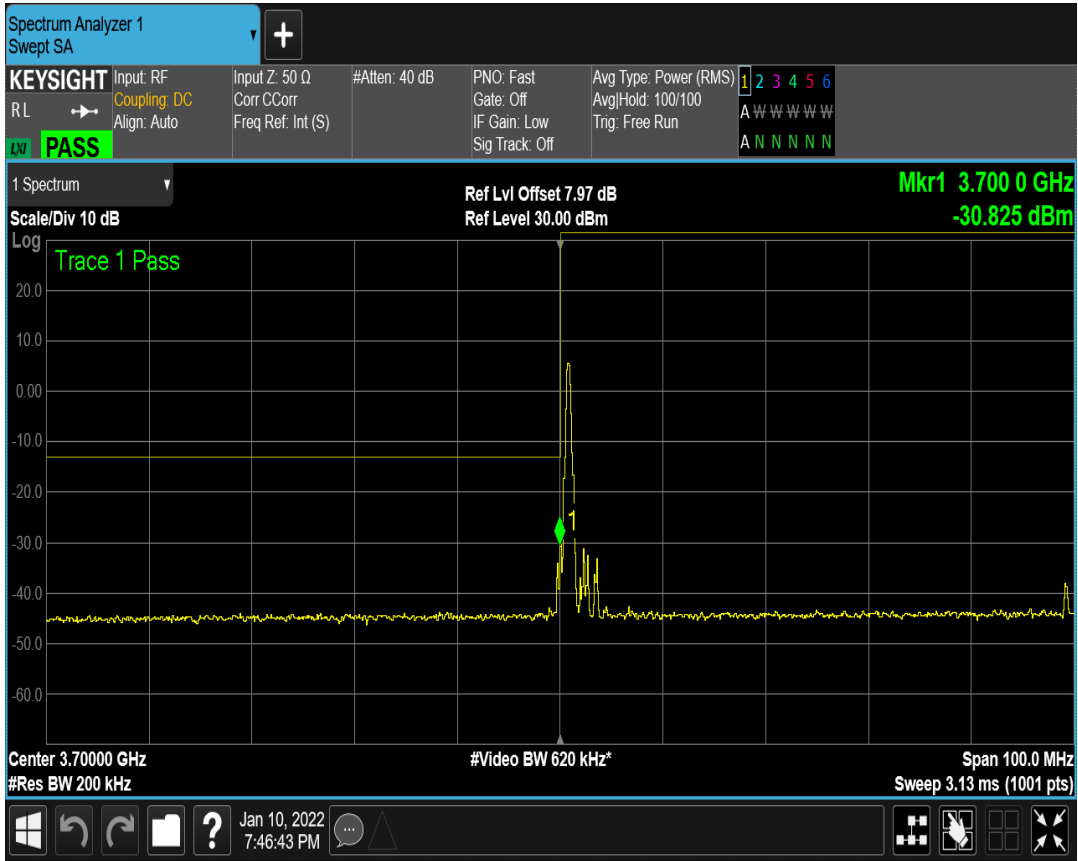 Spectrum Analyzer 1
Swept SA
+
KEYSIGHT
R L
LXI PASS
Input: RF
Coupling: DC
Align: Auto
Input Z: 50 Ω
Corr CCorr
Freq Ref: Int (S)
#Atten: 40 dB
PNO: Fast
Gate: Off
IF Gain: Low
Sig Track: Off
Avg Type: Power (RMS)
Avg|Hold: 100/100
Trig: Free Run
1 2 3 4 5 6
A W W W W W
A N N N N N
1 Spectrum
Scale/Div 10 dB
Ref Lvl Offset 7.97 dB
Ref Level 30.00 dBm
Mkr1 3.700 0 GHz
-30.825 dBm
Log
Trace 1 Pass
20.0
10.0
0.00
-10.0
-20.0
1
-30.0
-40.0
-50.0
-60.0
Center 3.70000 GHz
#Res BW 200 kHz
#Video BW 620 kHz*
Span 100.0 MHz
Sweep 3.13 ms (1001 pts)
?
Jan 10, 2022
7:46:43 PM